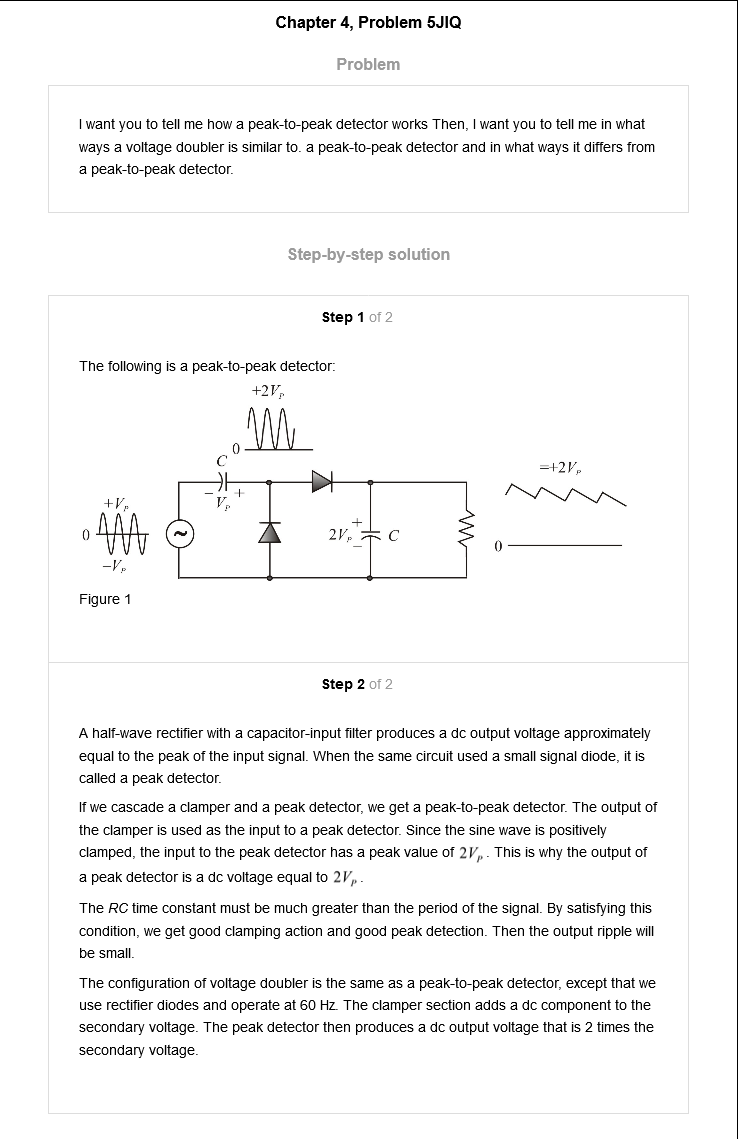 Chapter 4, Problem 5JIQ
Problem
I want you to tell me how a peak-to-peak detector works Then, I want you to tell me in what
ways a voltage doubler is similar to. a peak-to-peak detector and in what ways it differs from
a peak-to-peak detector.
Step-by-step solution
Step 1 of 2
The following is a peak-to-peak detector:
+2Vp
0
C
− Vp +
+Vp
0
−Vp
+
2Vp
−
C
=+2Vp
0
Figure 1
Step 2 of 2
A half-wave rectifier with a capacitor-input filter produces a dc output voltage approximately
equal to the peak of the input signal. When the same circuit used a small signal diode, it is
called a peak detector.
If we cascade a clamper and a peak detector, we get a peak-to-peak detector. The output of
the clamper is used as the input to a peak detector. Since the sine wave is positively
clamped, the input to the peak detector has a peak value of 2Vp. This is why the output of
a peak detector is a dc voltage equal to 2Vp.
The RC time constant must be much greater than the period of the signal. By satisfying this
condition, we get good clamping action and good peak detection. Then the output ripple will
be small.
The configuration of voltage doubler is the same as a peak-to-peak detector, except that we
use rectifier diodes and operate at 60 Hz. The clamper section adds a dc component to the
secondary voltage. The peak detector then produces a dc output voltage that is 2 times the
secondary voltage.